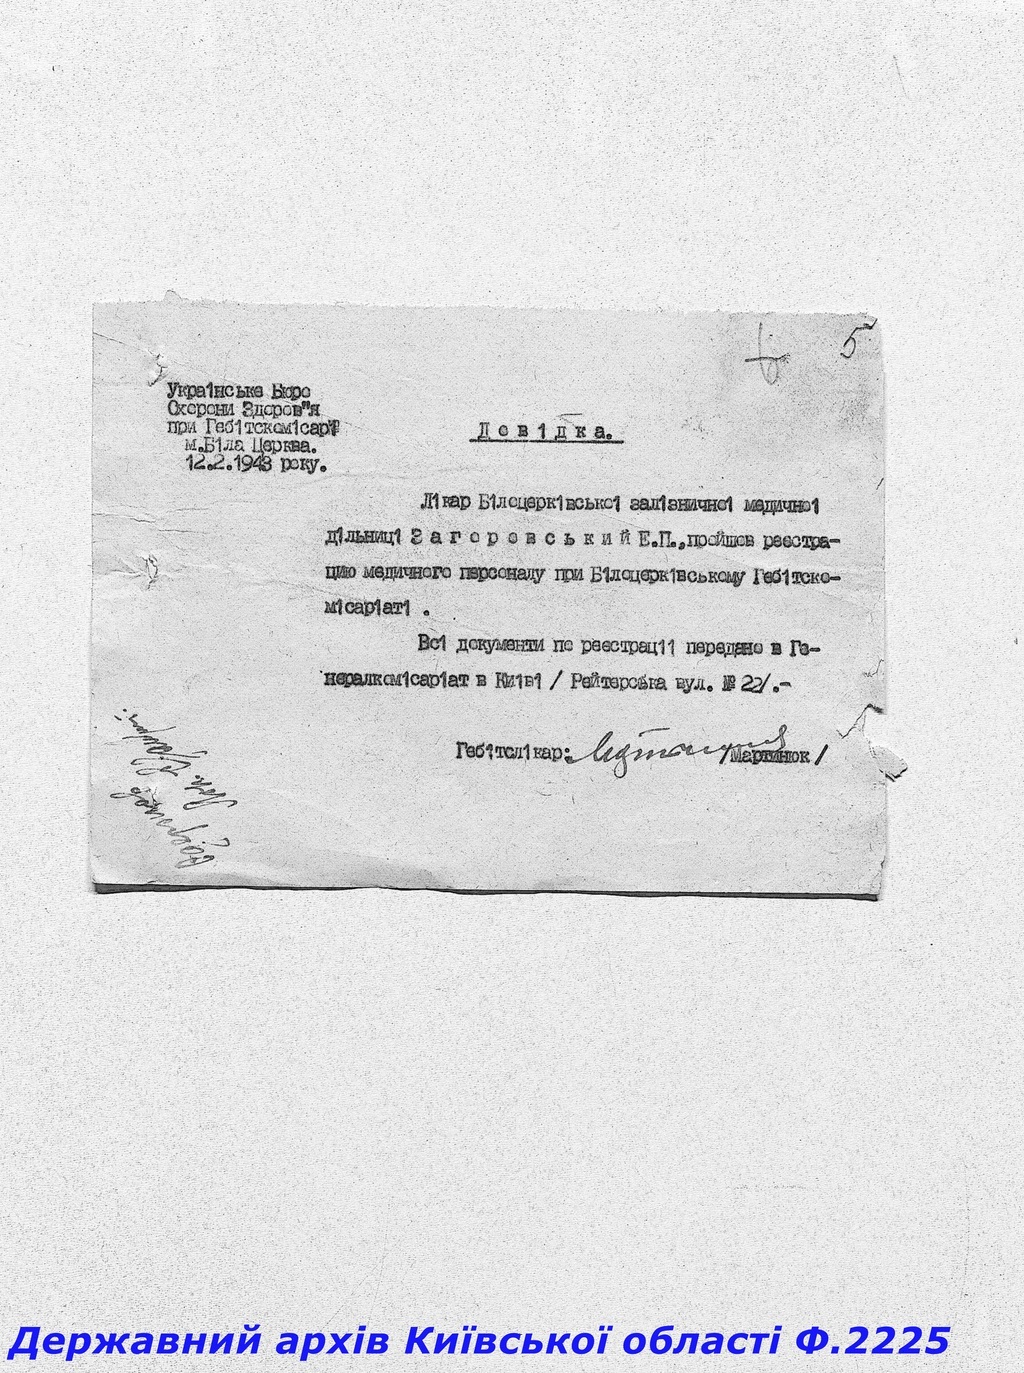 5
Українське Бюро
Охорони Здоров"я
при Гебітскомісарі
м.Біла Церква.
12.2.1943 року.
Довідка.
Лікар Білоцерківської залізничної медичної
дільниці Загоровський Е.П.,пройшов реєстра-
цію медичного персоналу при Білоцерківському Гебітско-
місаріаті .
Всі документи по реєстрації передано в Ге-
нералкомісаріат в Київі / Рейтерська вул. № 22/.-
Гебітслікар: /Мартинюк/
Державний архів Київської області Ф.2225